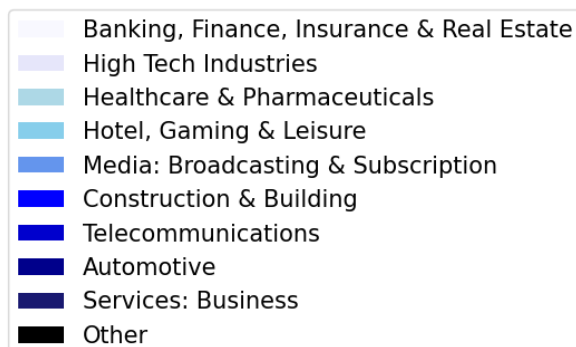 Banking, Finance, Insurance & Real Estate
High Tech Industries
Healthcare & Pharmaceuticals
Hotel, Gaming & Leisure
Media: Broadcasting & Subscription
Construction & Building
Telecommunications
Automotive
Services: Business
Other